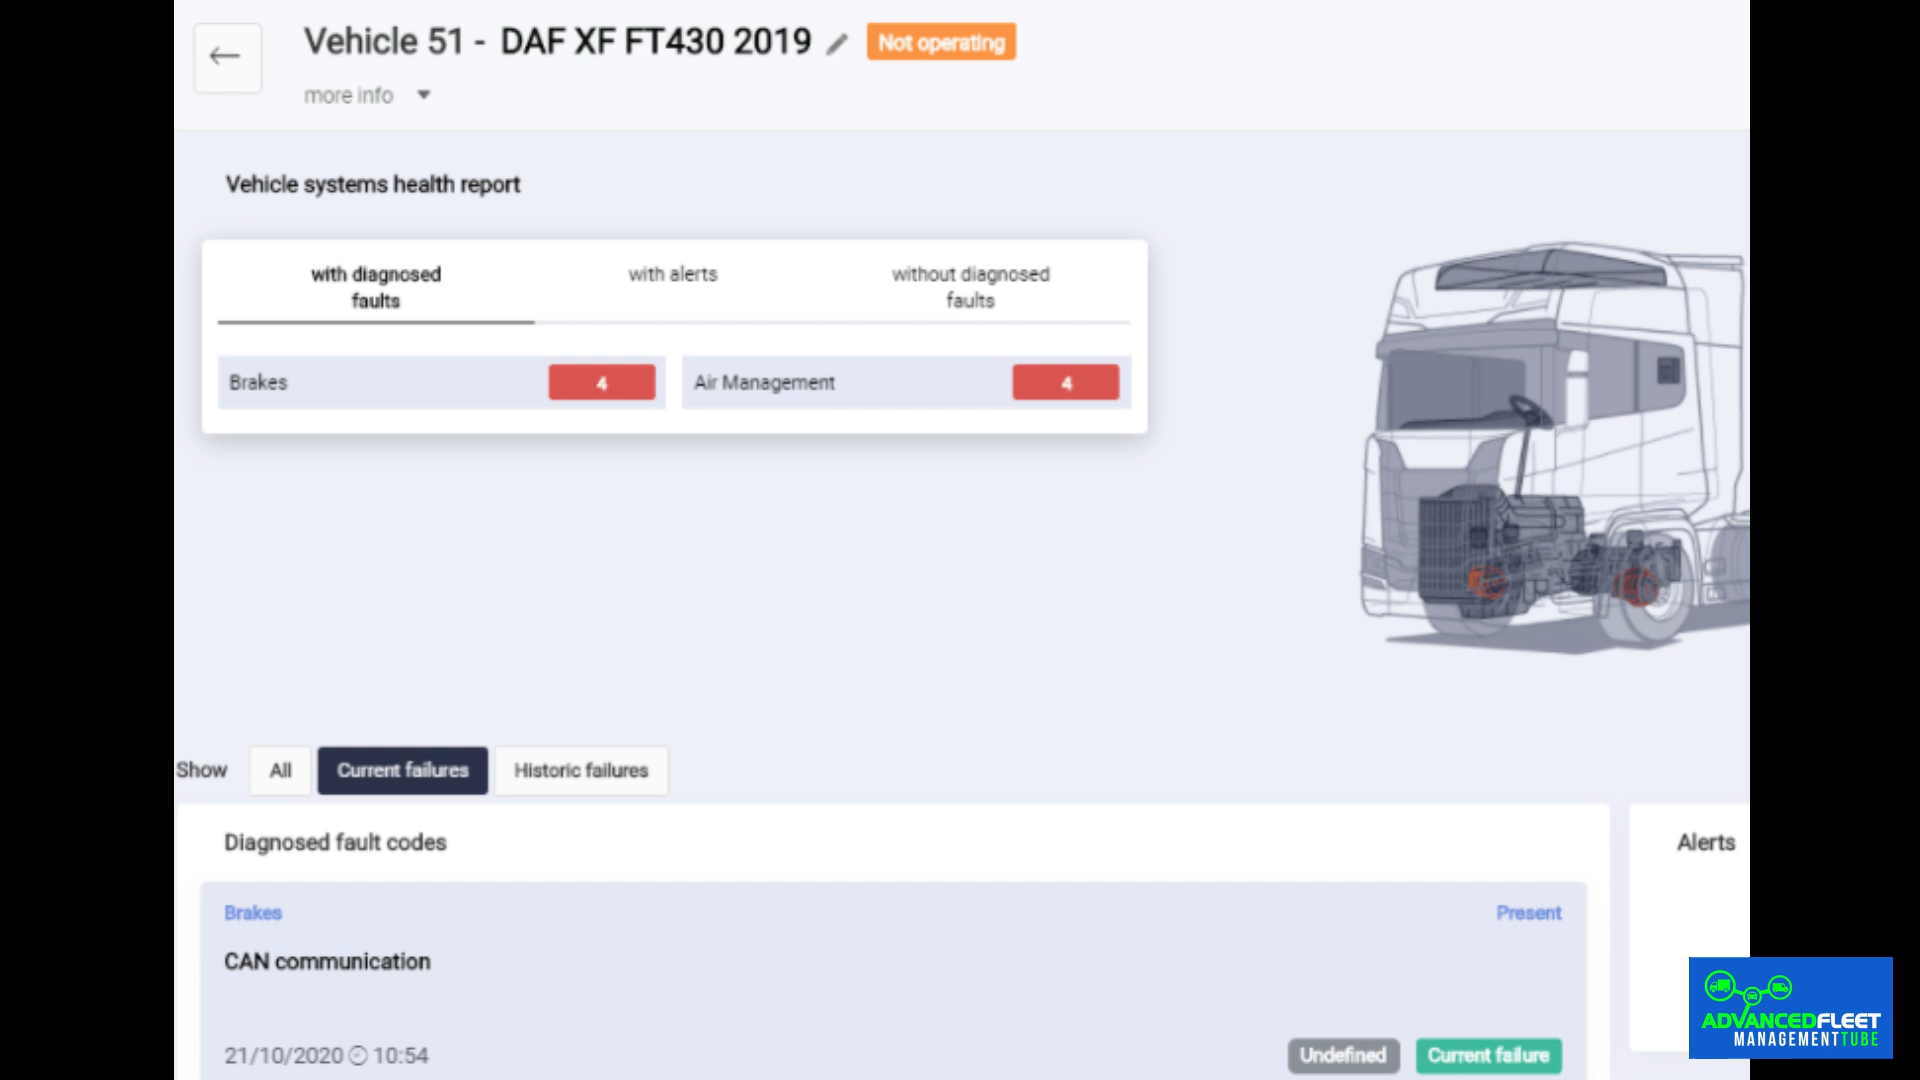 Vehicle 51 - DAF XF FT430 2019
Not operating
more info
Vehicle systems health report
with diagnosed
faults
with alerts
without diagnosed
faults
Brakes
4
Air Management
4
Show
All
Current failures
Historic failures
Diagnosed fault codes
Alerts
Brakes
Present
CAN communication
21/10/2020 10:54
Undefined
Current failure
ADVANCEDFLEET
MANAGEMENTTUBE